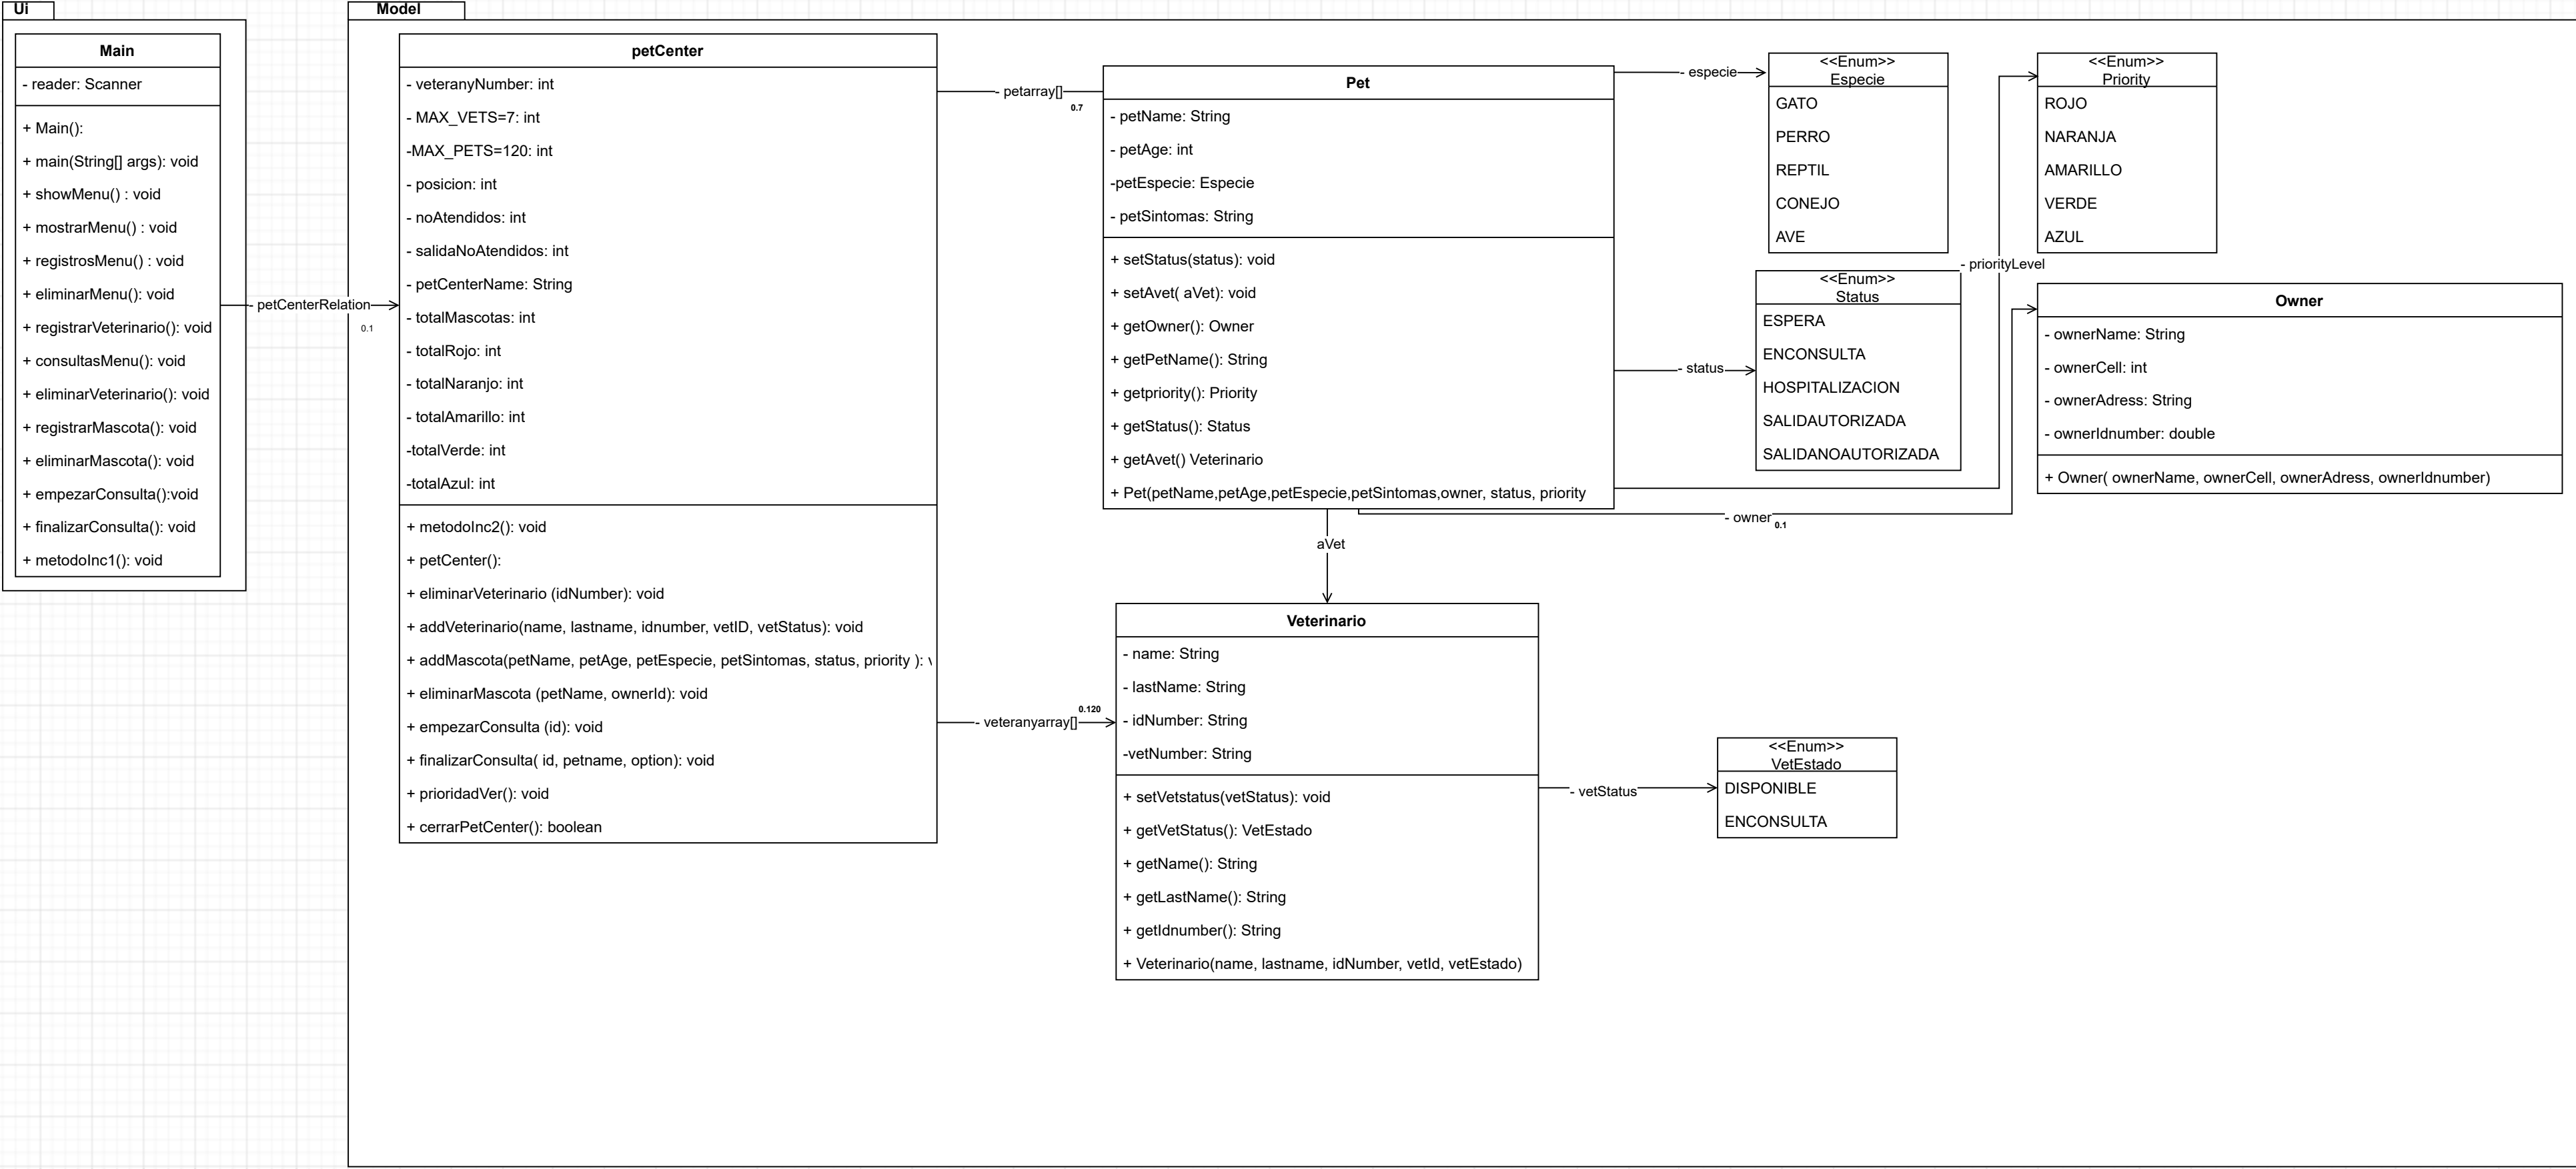 Ui
Main
- reader: Scanner
+ Main():
+ main(String[] args): void
+ showMenu() : void
+ mostrarMenu() : void
+ registrosMenu() : void
+ eliminarMenu(): void
+ registrarVeterinario(): void
+ consultasMenu(): void
+ eliminarVeterinario(): void
+ registrarMascota(): void
+ eliminarMascota(): void
+ empezarConsulta():void
+ finalizarConsulta(): void
+ metodoInc1(): void
- petCenterRelation
0.1
Model
petCenter
- veteranyNumber: int
- MAX_VETS=7: int
-MAX_PETS=120: int
- posicion: int
- noAtendidos: int
- salidaNoAtendidos: int
- petCenterName: String
- totalMascotas: int
- totalRojo: int
- totalNaranjo: int
- totalAmarillo: int
-totalVerde: int
-totalAzul: int
+ metodoInc2(): void
+ petCenter():
+ eliminarVeterinario (idNumber): void
+ addVeterinario(name, lastname, idnumber, vetID, vetStatus): void
+ addMascota(petName, petAge, petEspecie, petSintomas, status, priority ):
+ eliminarMascota (petName, ownerId): void
+ empezarConsulta (id): void
+ finalizarConsulta( id, petname, option): void
+ prioridadVer(): void
+ cerrarPetCenter(): boolean
- petarray[]
0.7
- veteranyarray[]
0.120
Pet
- petName: String
- petAge: int
-petEspecie: Especie
- petSintomas: String
+ setStatus(status): void
+ setAvet( aVet): void
+ getOwner(): Owner
+ getPetName(): String
+ getpriority(): Priority
+ getStatus(): Status
+ getAvet() Veterinario
+ Pet(petName,petAge,petEspecie,petSintomas,owner, status, priority
aVet
Veterinario
- name: String
- lastName: String
- idNumber: String
-vetNumber: String
+ setVetstatus(vetStatus): void
+ getVetStatus(): VetEstado
+ getName(): String
+ getLastName(): String
+ getIdnumber(): String
+ Veterinario(name, lastname, idNumber, vetId, vetEstado)
- especie
<<Enum>>
Especie
GATO
PERRO
REPTIL
CONEJO
AVE
- status
<<Enum>>
Status
ESPERA
ENCONSULTA
HOSPITALIZACION
SALIDAUTORIZADA
SALIDANOAUTORIZADA
- priorityLevel
<<Enum>>
Priority
ROJO
NARANJA
AMARILLO
VERDE
AZUL
- owner
0.1
Owner
- ownerName: String
- ownerCell: int
- ownerAdress: String
- ownerIdnumber: double
+ Owner( ownerName, ownerCell, ownerAdress, ownerIdnumber)
- vetStatus
<<Enum>>
VetEstado
DISPONIBLE
ENCONSULTA